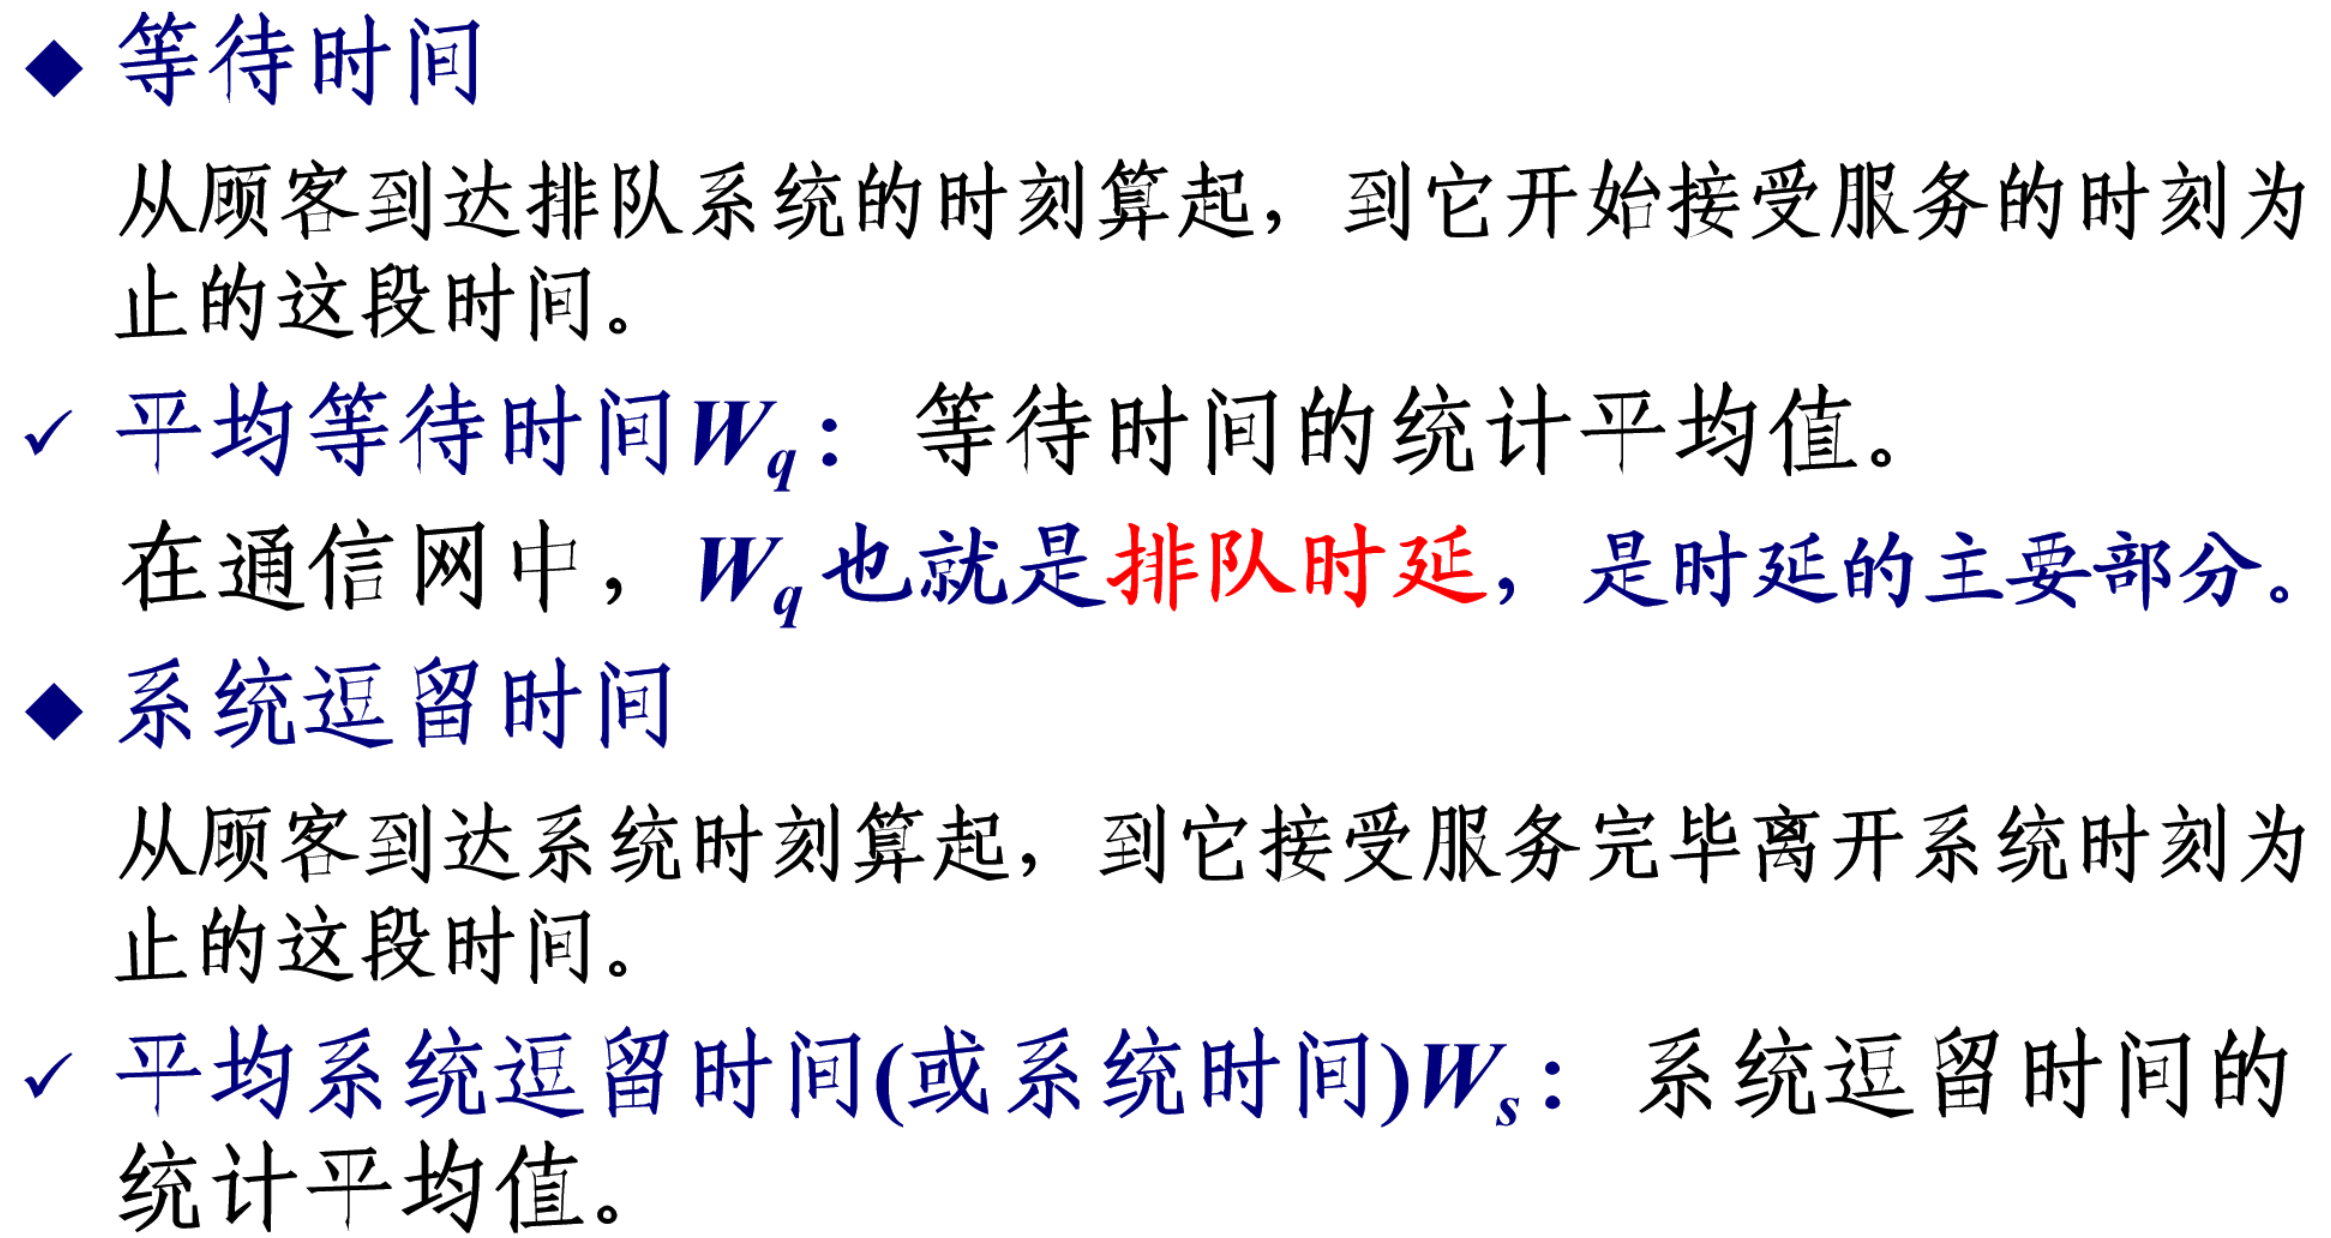 ◆ 等待时间
从顾客到达排队系统的时刻算起，到它开始接受服务的时刻为
止的这段时间。
✓ 平均等待时间Wq：等待时间的统计平均值。
在通信网中，Wq也就是排队时延，是时延的主要部分。
◆ 系统逗留时间
从顾客到达系统时刻算起，到它接受服务完毕离开系统时刻为
止的这段时间。
✓ 平均系统逗留时间(或系统时间)Ws：系统逗留时间的
统计平均值。